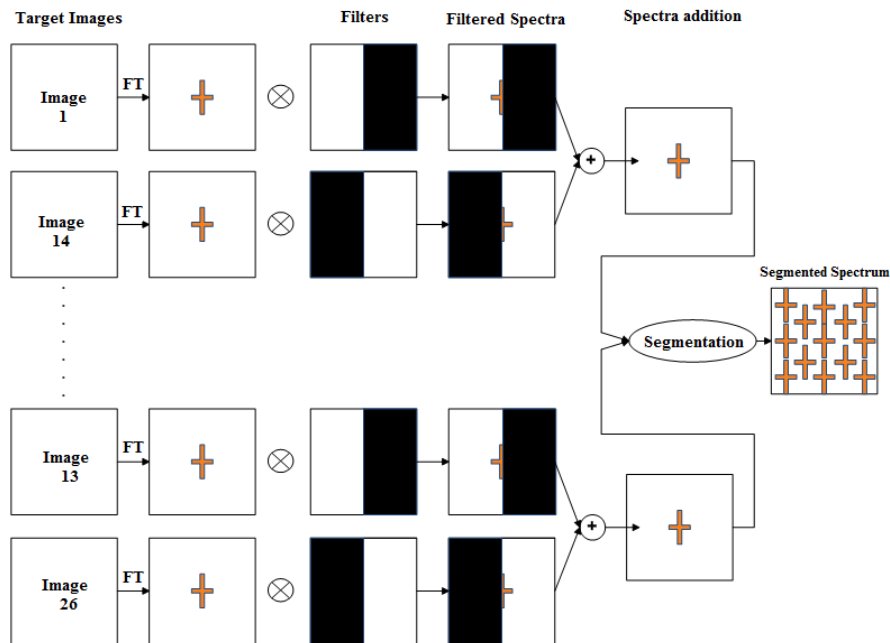 Target Images
Filters
Filtered Spectra
Spectra addition
Image
1
FT
+
Image
14
FT
Segmented Spectrum
Segmentation
Image
13
FT
+
Image
26
FT